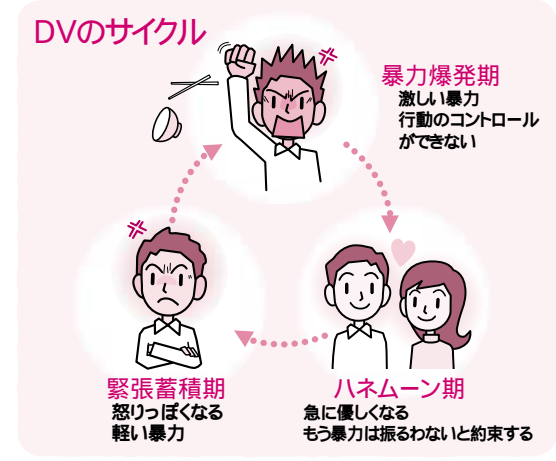 DVのサイクル
暴力爆発期
激しい暴力
行動のコントロール
ができない
緊張蓄積期
怒りっぽくなる
軽い暴力
ハネムーン期
急に優しくなる
もう暴力は振るわないと約束する